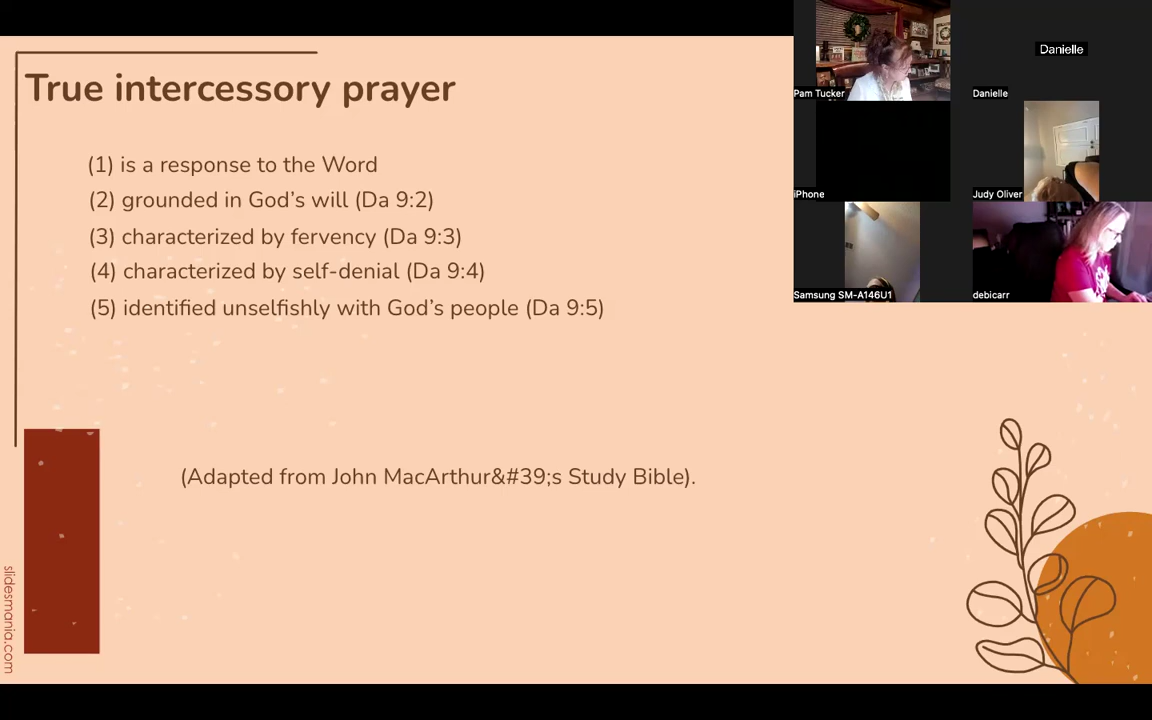 True intercessory prayer
(1) is a response to the Word
(2) grounded in God’s will (Da 9:2)
(3) characterized by fervency (Da 9:3)
(4) characterized by self-denial (Da 9:4)
(5) identified unselfishly with God’s people (Da 9:5)
(Adapted from John MacArthur&#39;s Study Bible).
slidesmania.com
Pam Tucker
Danielle
Danielle
iPhone
Judy Oliver
Samsung SM-A146U1
debicarr